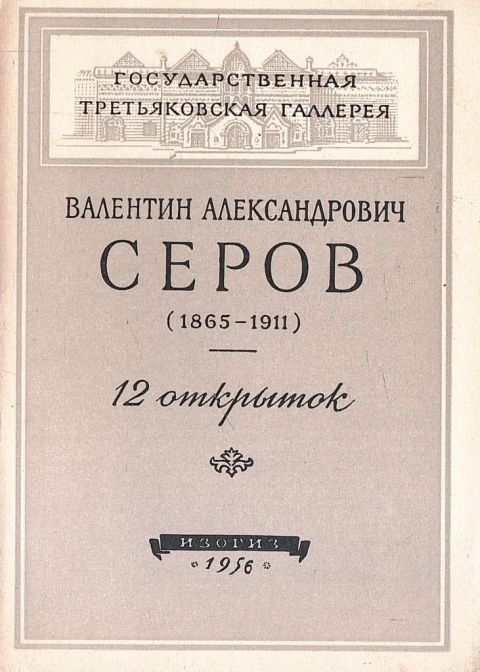 ГОСУДАРСТВЕННАЯ
ТРЕТЬЯКОВСКАЯ ГАЛЛЕРЕЯ
ВАЛЕНТИН АЛЕКСАНДРОВИЧ
СЕРОВ
(1865–1911)
12 открыток
ИЗОГИЗ
1956